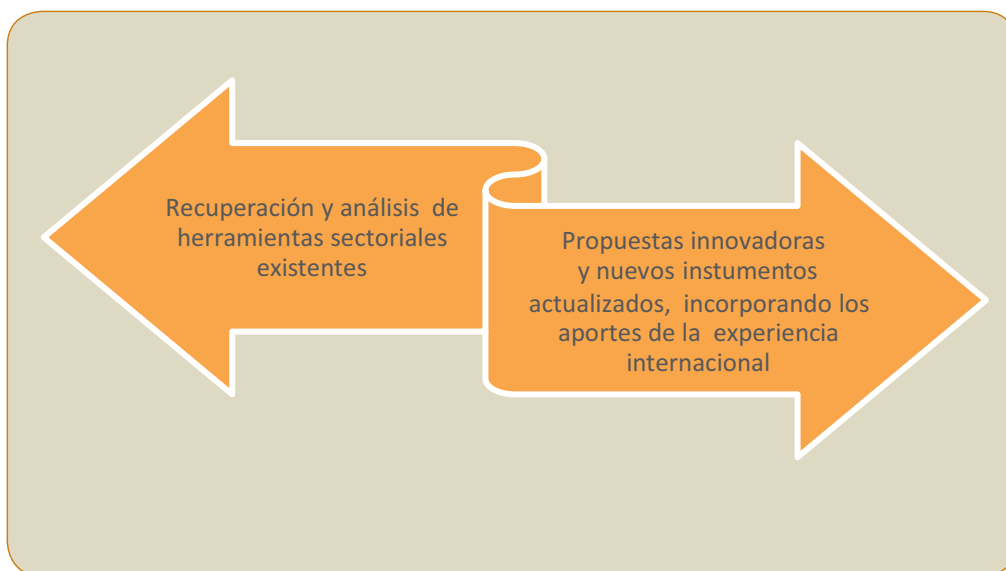 Recuperación y análisis de
herramientas sectoriales
existentes
Propuestas innovadoras
y nuevos instumentos
actualizados, incorporando los
aportes de la experiencia
internacional